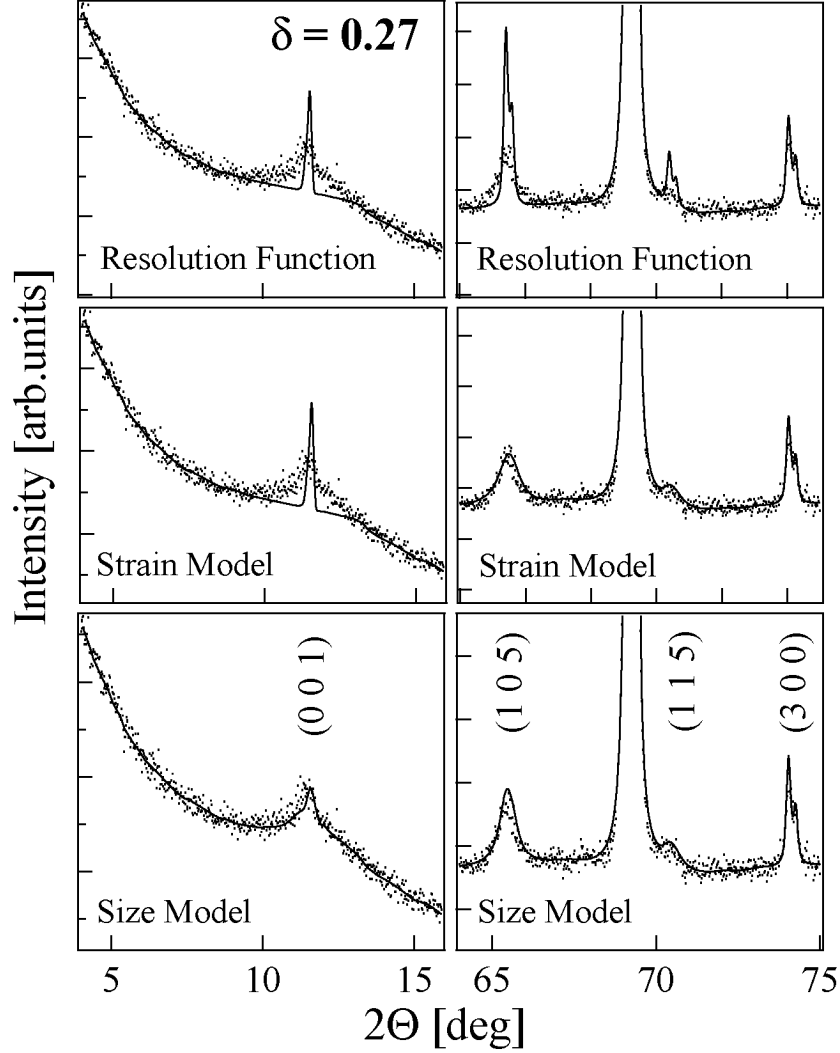 δ = 0.27
Resolution Function
Resolution Function
Strain Model
Strain Model
(0 0 1)
(1 0 5)
(1 1 5)
(3 0 0)
Size Model
Size Model
5
10
15
65
70
75
2Θ [deg]
Intensity [arb.units]